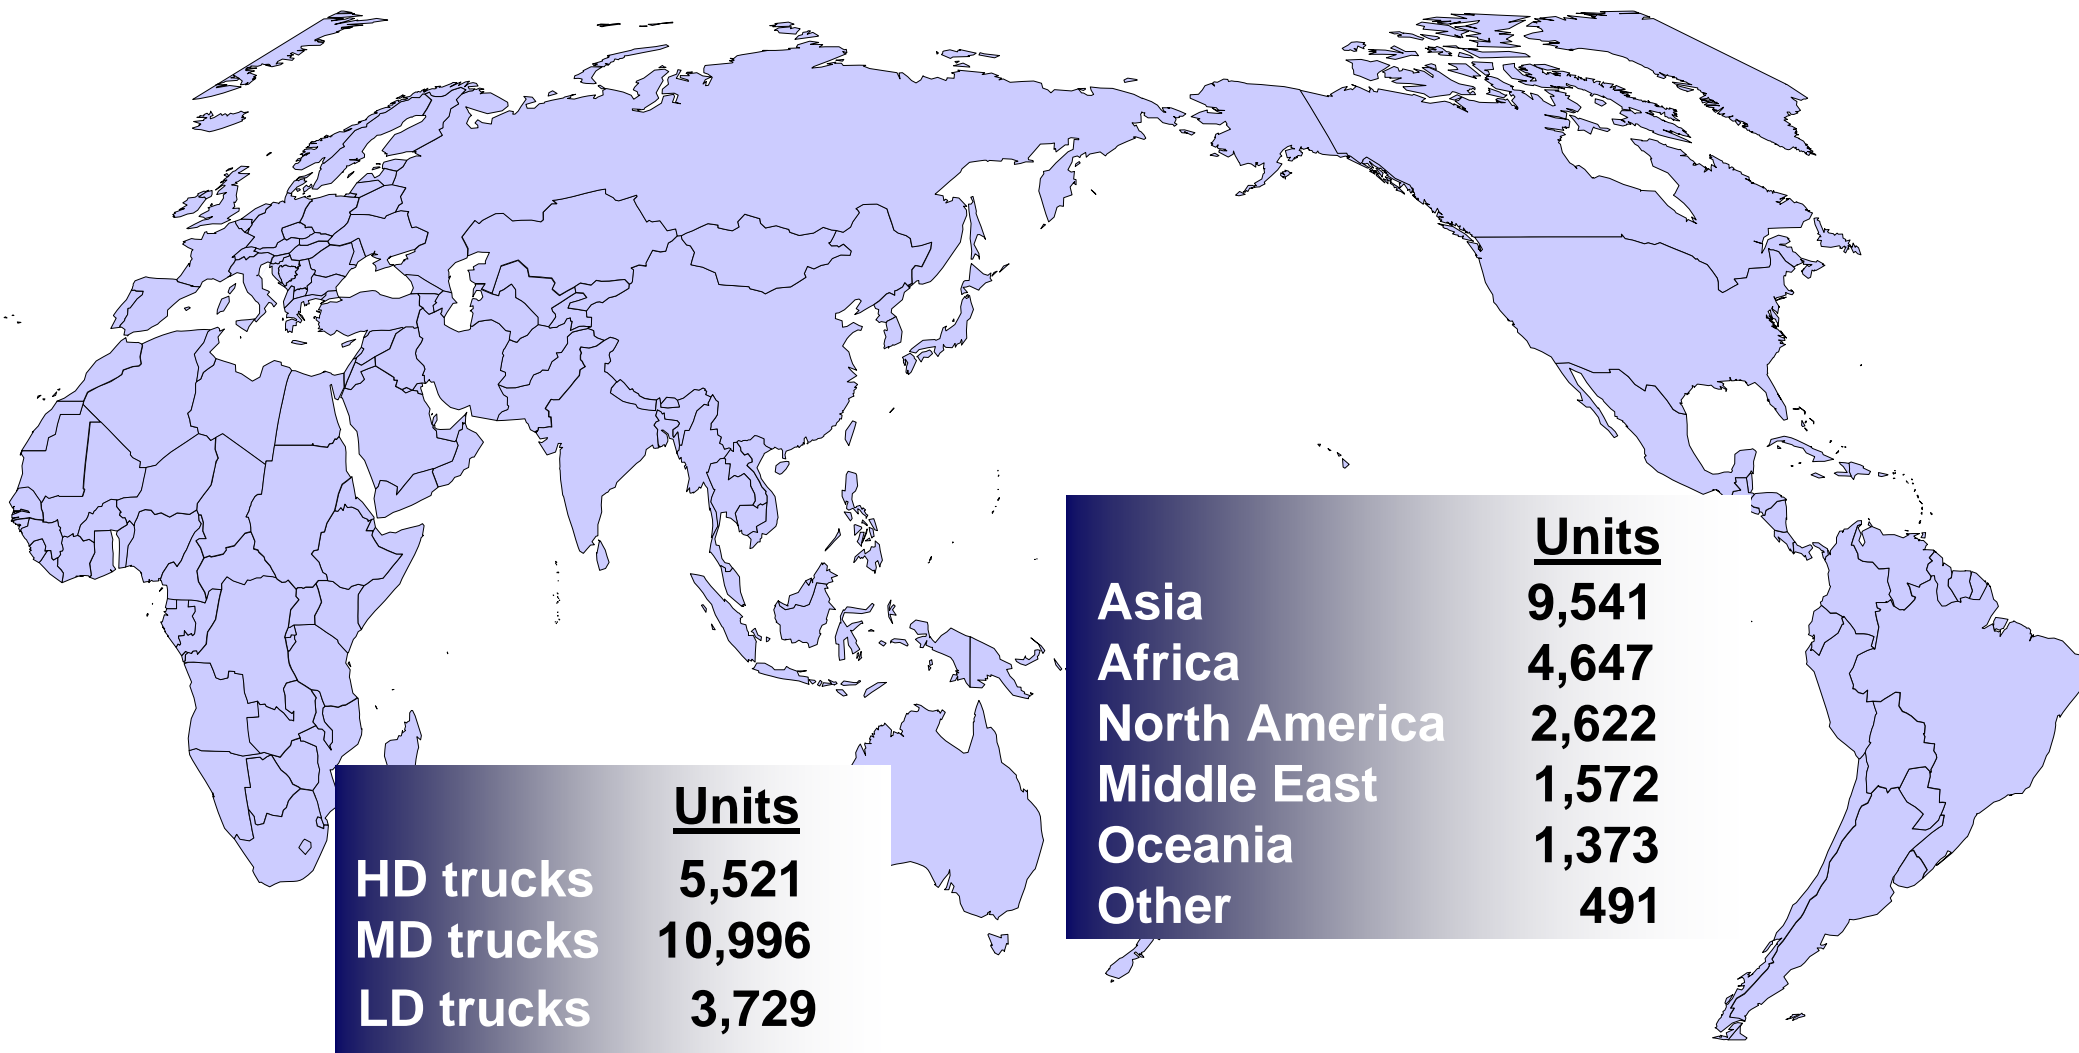 Units
Asia 9,541
Africa 4,647
North America 2,622
Middle East 1,572
Oceania 1,373
Other 491
Units
HD trucks 5,521
MD trucks 10,996
LD trucks 3,729